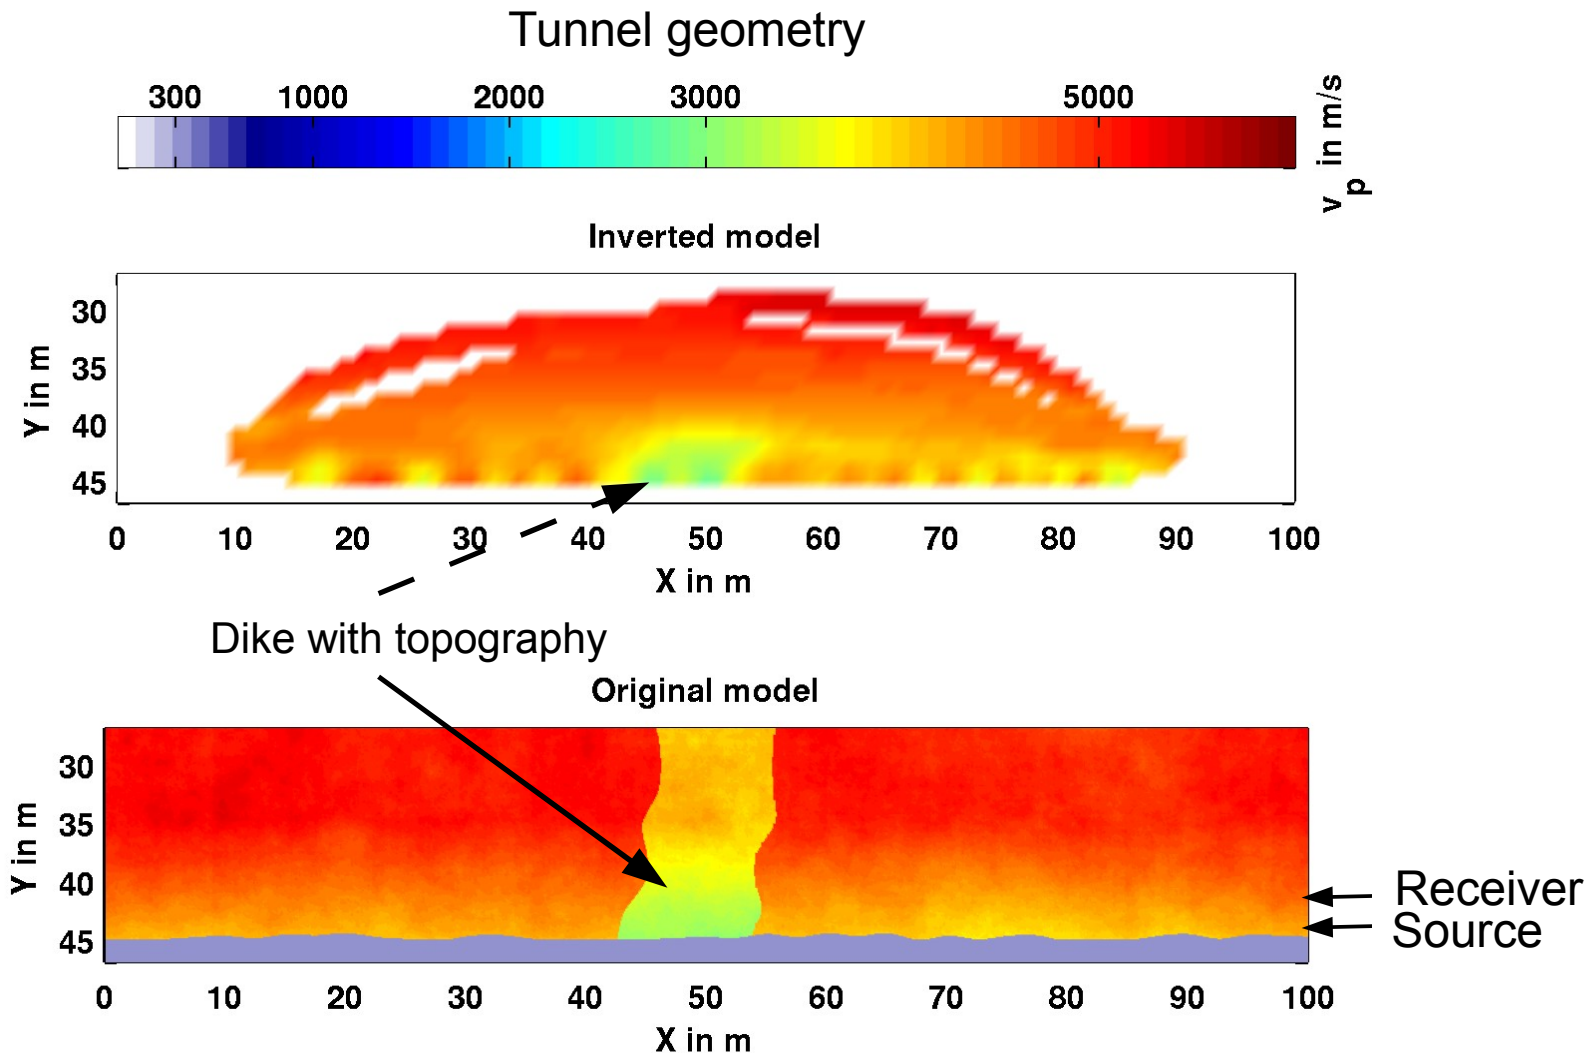 Tunnel geometry
300 1000 2000 3000 5000
v_p in m/s
Inverted model
30
35
40
45
Y in m
0 10 20 30 40 50 60 70 80 90 100
X in m
Dike with topography
Original model
30
35
40
45
Y in m
Receiver
Source
0 10 20 30 40 50 60 70 80 90 100
X in m